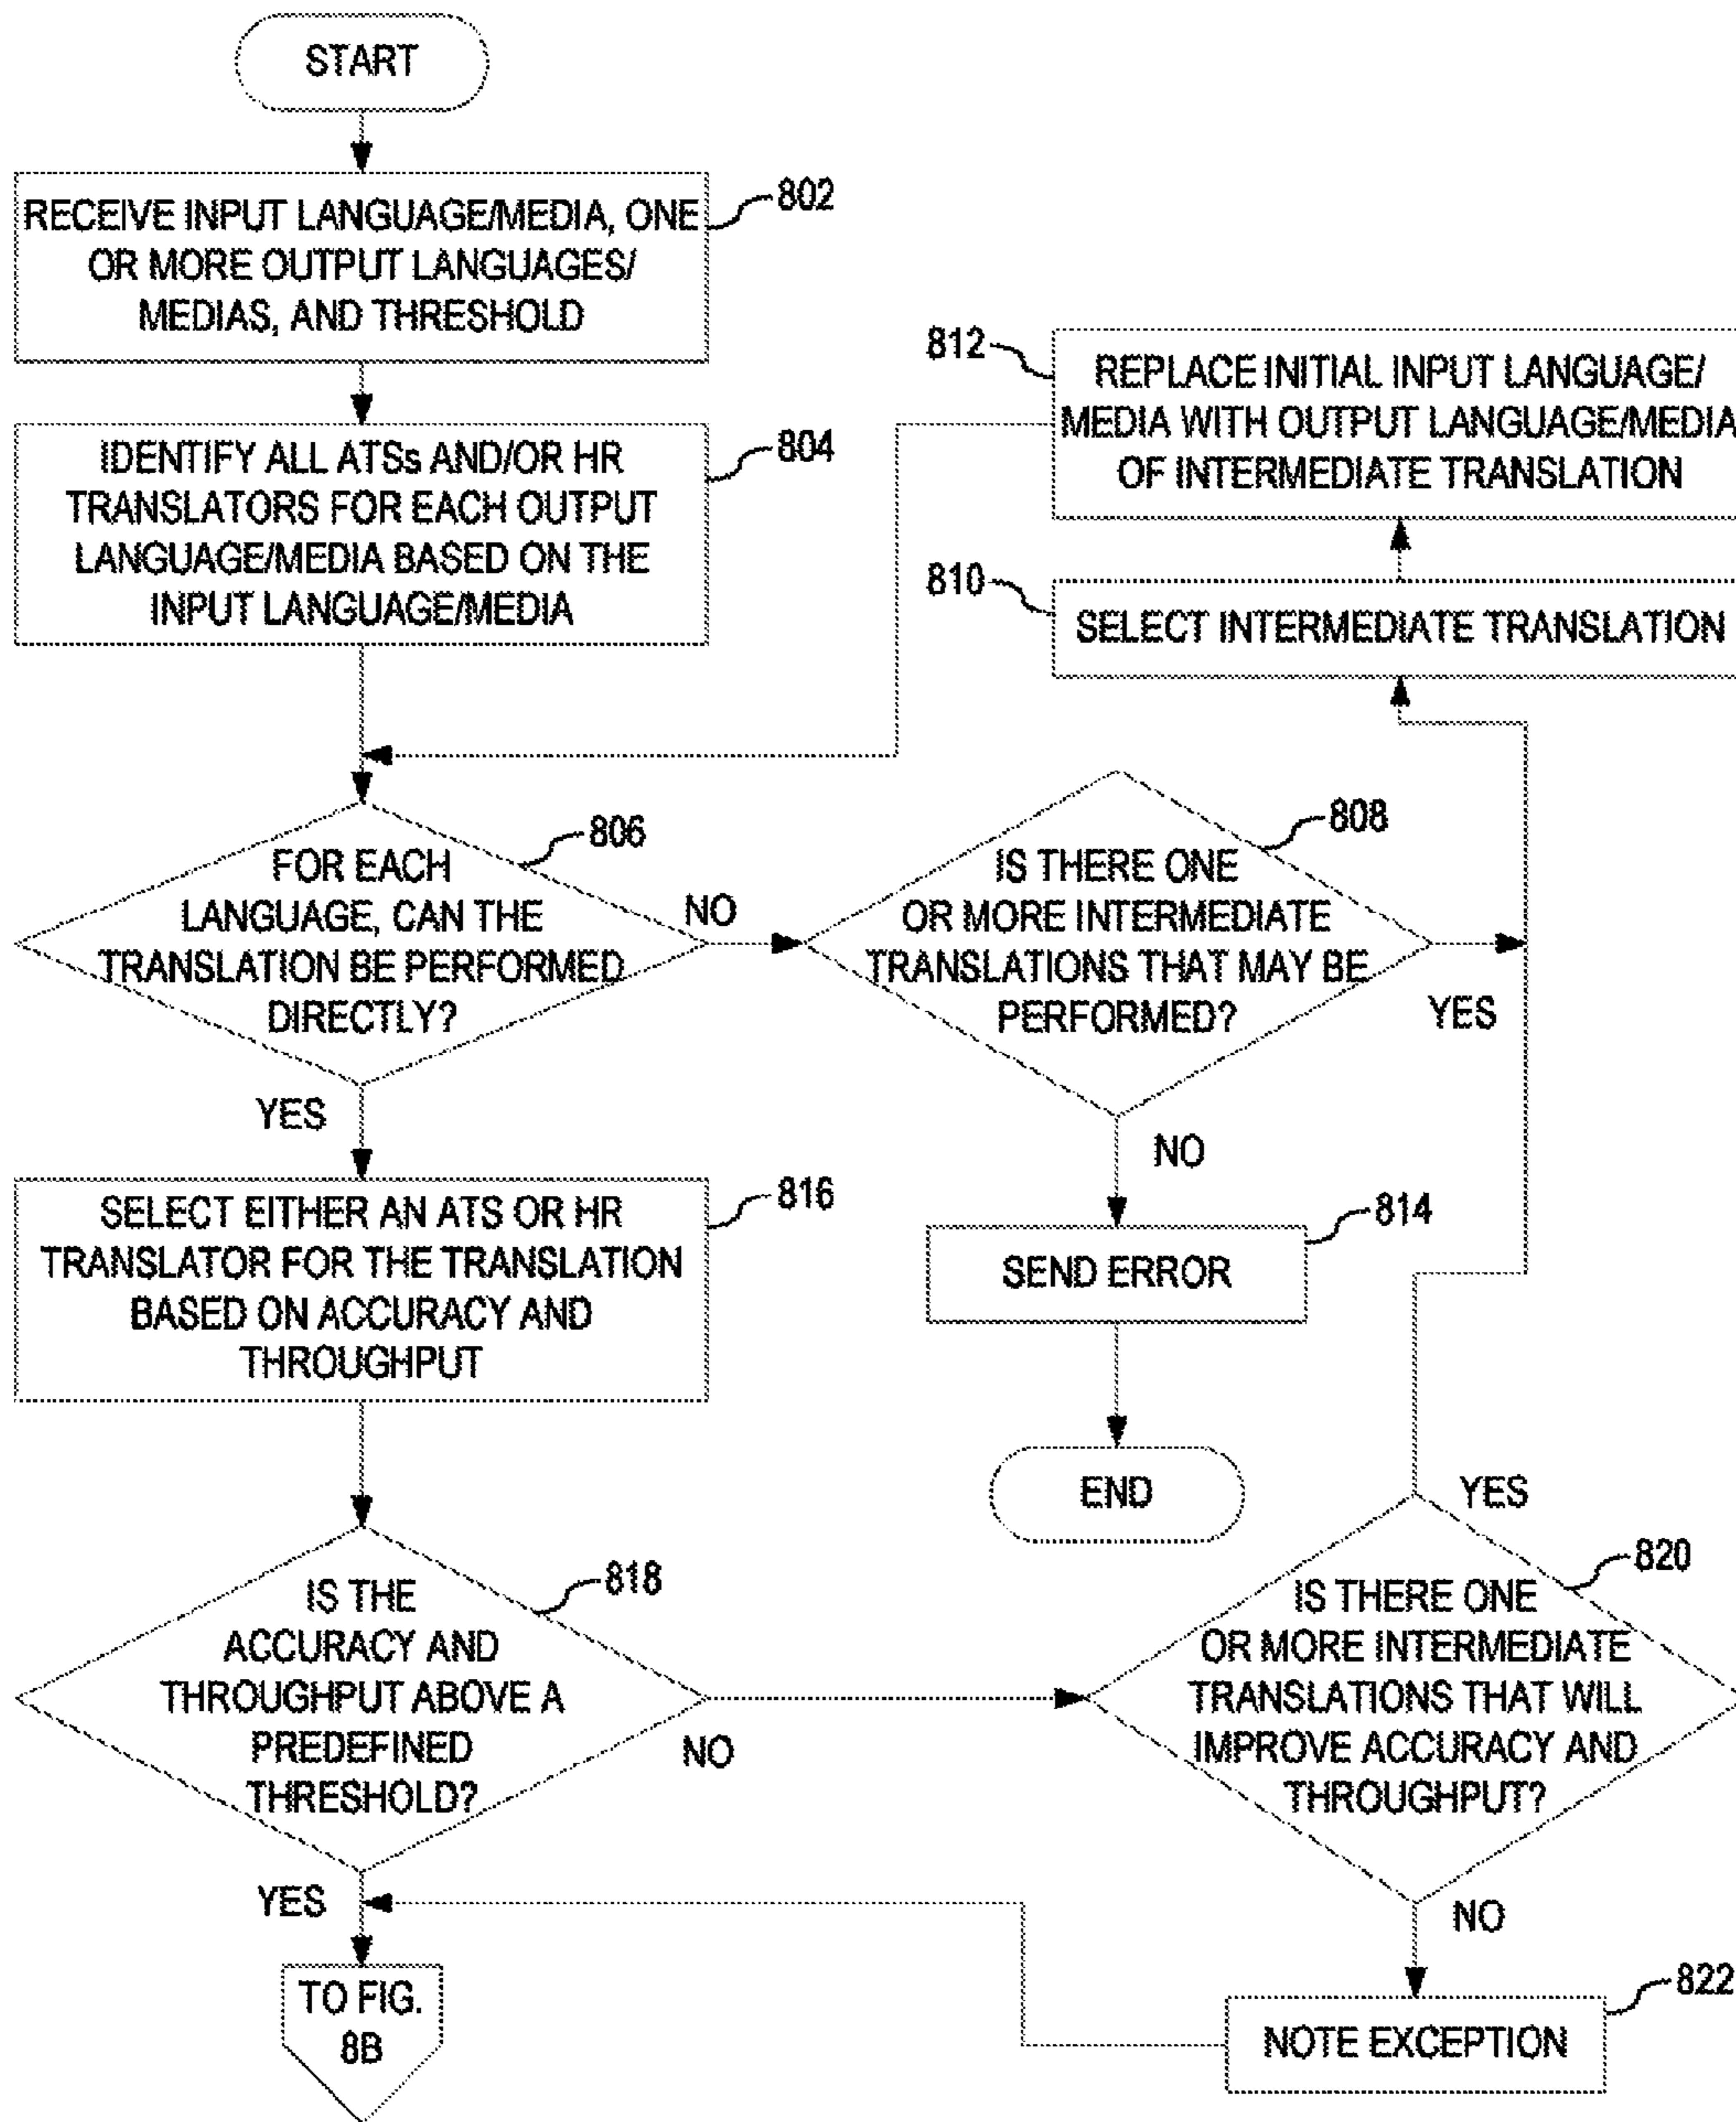 START
802
RECEIVE INPUT LANGUAGE/MEDIA, ONE
OR MORE OUTPUT LANGUAGES/
MEDIAS, AND THRESHOLD
804
IDENTIFY ALL ATSs AND/OR HR
TRANSLATORS FOR EACH OUTPUT
LANGUAGE/MEDIA BASED ON THE
INPUT LANGUAGE/MEDIA
812
REPLACE INITIAL INPUT LANGUAGE/
MEDIA WITH OUTPUT LANGUAGE/MEDIA
OF INTERMEDIATE TRANSLATION
810
SELECT INTERMEDIATE TRANSLATION
806
FOR EACH
LANGUAGE, CAN THE
TRANSLATION BE PERFORMED
DIRECTLY?
NO
YES
808
IS THERE ONE
OR MORE INTERMEDIATE
TRANSLATIONS THAT MAY BE
PERFORMED?
YES
NO
816
SELECT EITHER AN ATS OR HR
TRANSLATOR FOR THE TRANSLATION
BASED ON ACCURACY AND
THROUGHPUT
814
SEND ERROR
END
818
IS THE
ACCURACY AND
THROUGHPUT ABOVE A
PREDEFINED
THRESHOLD?
NO
YES
820
YES
IS THERE ONE
OR MORE INTERMEDIATE
TRANSLATIONS THAT WILL
IMPROVE ACCURACY AND
THROUGHPUT?
NO
822
NOTE EXCEPTION
TO FIG.
8B